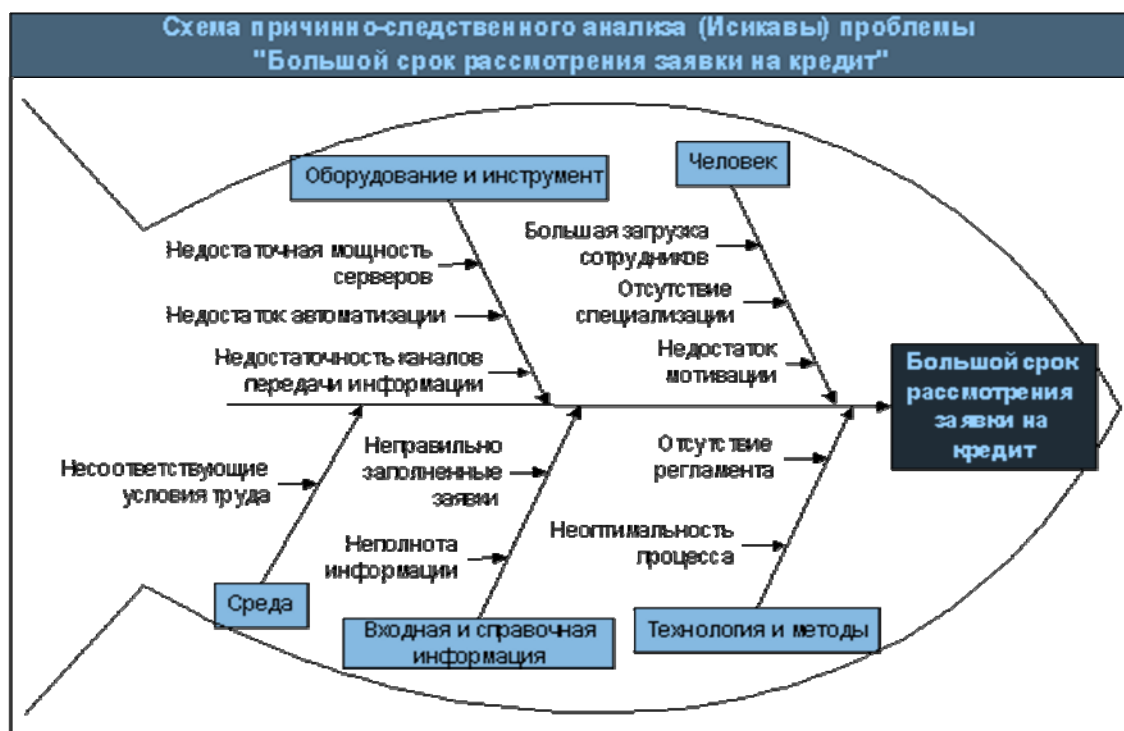 Схема причинно-следственного анализа (Исикавы) проблемы
"Большой срок рассмотрения заявки на кредит"
Оборудование и инструмент
Человек
Недостаточная мощность
серверов
Недостаток автоматизации
Недостаточность каналов
передачи информации
Большая загрузка
сотрудников
Отсутствие
специализации
Недостаток
мотивации
Большой срок
рассмотрения
заявки на
кредит
Несоответствующие
условия труда
Неправильно
заполненные
заявки
Неполнота
информации
Отсутствие
регламента
Неоптимальность
процесса
Среда
Входная и справочная
информация
Технология и методы